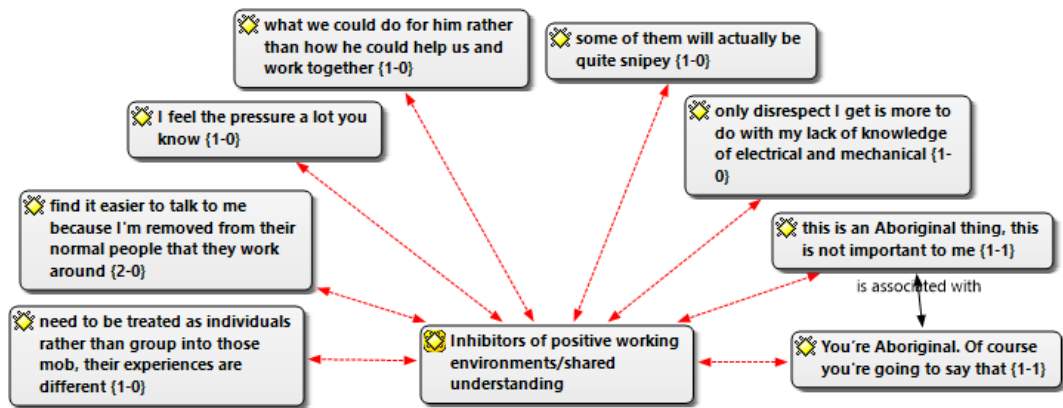 what we could do for him rather
than how he could help us and
work together {1-0}
some of them will actually be
quite snipey {1-0}
I feel the pressure a lot you
know {1-0}
only disrespect I get is more to
do with my lack of knowledge
of electrical and mechanical {1-
0}
find it easier to talk to me
because I'm removed from their
normal people that they work
around {2-0}
this is an Aboriginal thing, this
is not important to me {1-1}
is associated with
need to be treated as individuals
rather than group into those
mob, their experiences are
different {1-0}
Inhibitors of positive working
environments/shared
understanding
You're Aboriginal. Of course
you're going to say that {1-1}